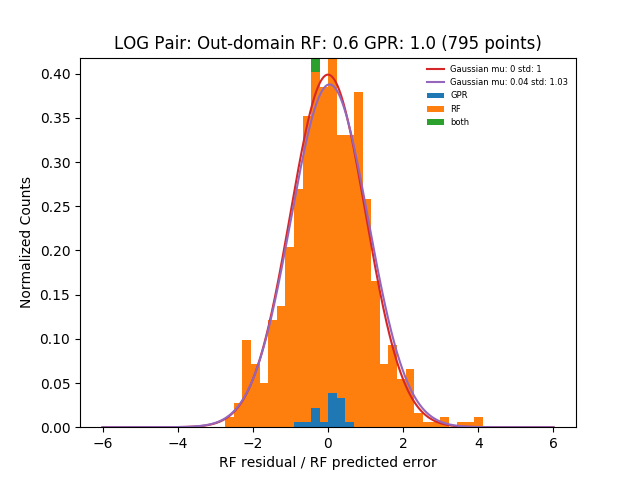 LOG Pair: Out-domain RF: 0.6 GPR: 1.0 (795 points)
Gaussian mu: 0 std: 1
Gaussian mu: 0.04 std: 1.03
GPR
RF
both
Normalized Counts
0.40
0.35
0.30
0.25
0.20
0.15
0.10
0.05
0.00
−6 −4 −2 0 2 4 6
RF residual / RF predicted error